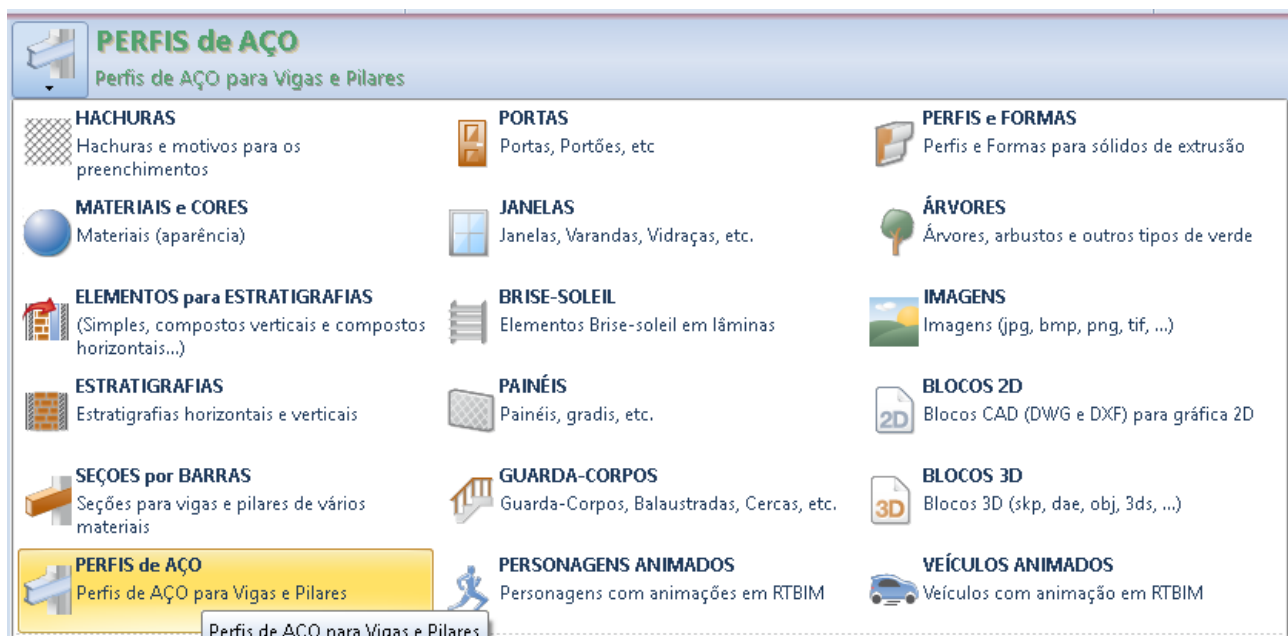 PERFIS de AÇO
Perfis de AÇO para Vigas e Pilares
HACHURAS
Hachuras e motivos para os
preenchimentos
PORTAS
Portas, Portões, etc
PERFIS e FORMAS
Perfis e Formas para sólidos de extrusão
MATERIAIS e CORES
Materiais (aparência)
JANELAS
Janelas, Varandas, Vidraças, etc.
ÁRVORES
Árvores, arbustos e outros tipos de verde
ELEMENTOS para ESTRATIGRAFIAS
(Simples, compostos verticais e compostos
horizontais...)
BRISE-SOLEIL
Elementos Brise-soleil em lâminas
IMAGENS
Imagens (jpg, bmp, png, tif, ...)
ESTRATIGRAFIAS
Estratigrafias horizontais e verticais
PAINÉIS
Painéis, gradis, etc.
2D
BLOCOS 2D
Blocos CAD (DWG e DXF) para gráfica 2D
SEÇOES por BARRAS
Seções para vigas e pilares de vários
materiais
GUARDA-CORPOS
Guarda-Corpos, Balaustradas, Cercas, etc.
3D
BLOCOS 3D
Blocos 3D (skp, dae, obj, 3ds, ...)
PERFIS de AÇO
Perfis de AÇO para Vigas e Pilares
PERSONAGENS ANIMADOS
Personagens com animações em RTBIM
VEÍCULOS ANIMADOS
Veículos com animação em RTBIM
Perfis de AÇO para Vigas e Pilares